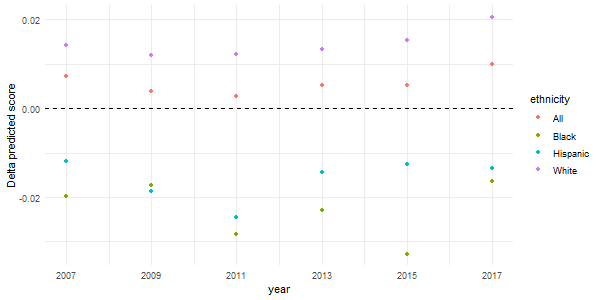 0.02
0.00
-0.02
Delta predicted score
2007 2009 2011 2013 2015 2017
year
ethnicity
All
Black
Hispanic
White